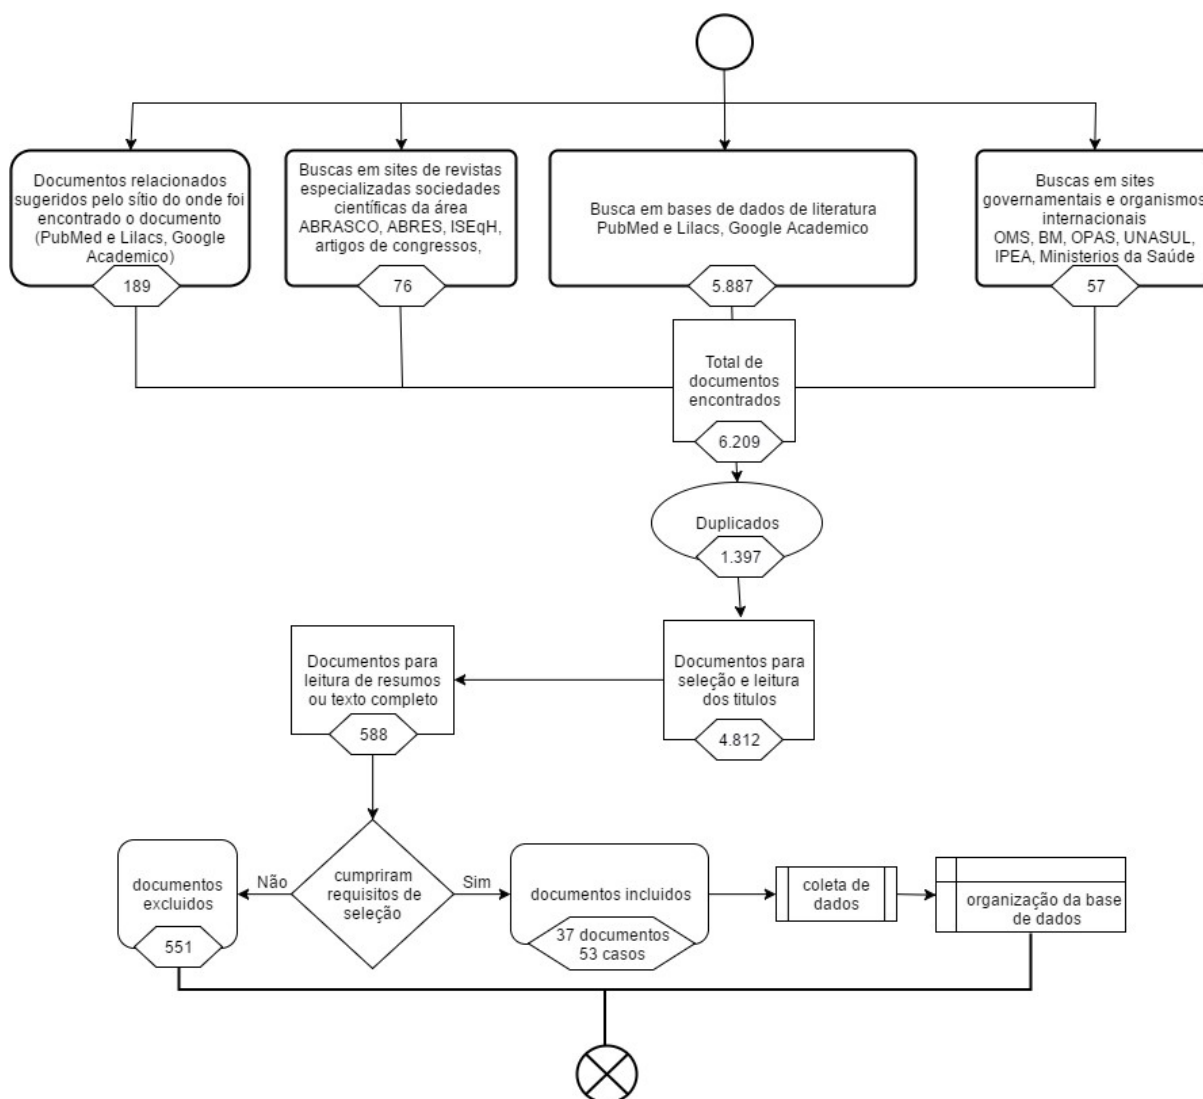 Documentos relacionados
sugeridos pelo sítio do onde foi
encontrado o documento
(PubMed e Lilacs, Google
Academico)
189
Buscas em sites de revistas
especializadas sociedades
científicas da área
ABRASCO, ABRES, ISEqH,
artigos de congressos,
76
Busca em bases de dados de literatura
PubMed e Lilacs, Google Academico
5.887
Buscas em sites
governamentais e organismos
internacionais
OMS, BM, OPAS, UNASUL,
IPEA, Ministerios da Saúde
57
Total de
documentos
encontrados
6.209
Duplicados
1.397
Documentos para
seleção e leitura
dos titulos
4.812
Documentos para
leitura de resumos
ou texto completo
588
cumpriram
requisitos de
seleção
Não
documentos
excluidos
551
Sim
documentos incluidos
37 documentos
53 casos
coleta de
dados
organização da base
de dados